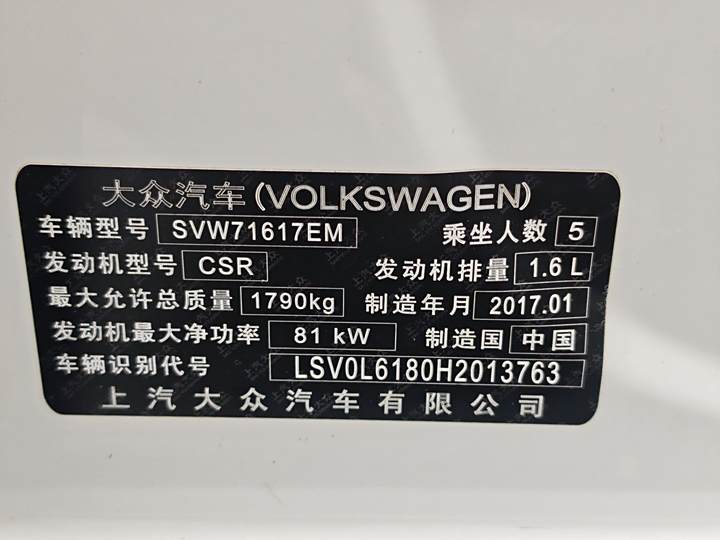 大众汽车(VOLKSWAGEN)
车辆型号 SVW71617EM 乘坐人数 5
发动机型号 CSR 发动机排量 1.6 L
最大允许总质量 1790kg 制造年月 2017.01
发动机最大净功率 81 kW 制造国 中国
车辆识别代号 LSV0L6180H2013763
上汽大众汽车有限公司